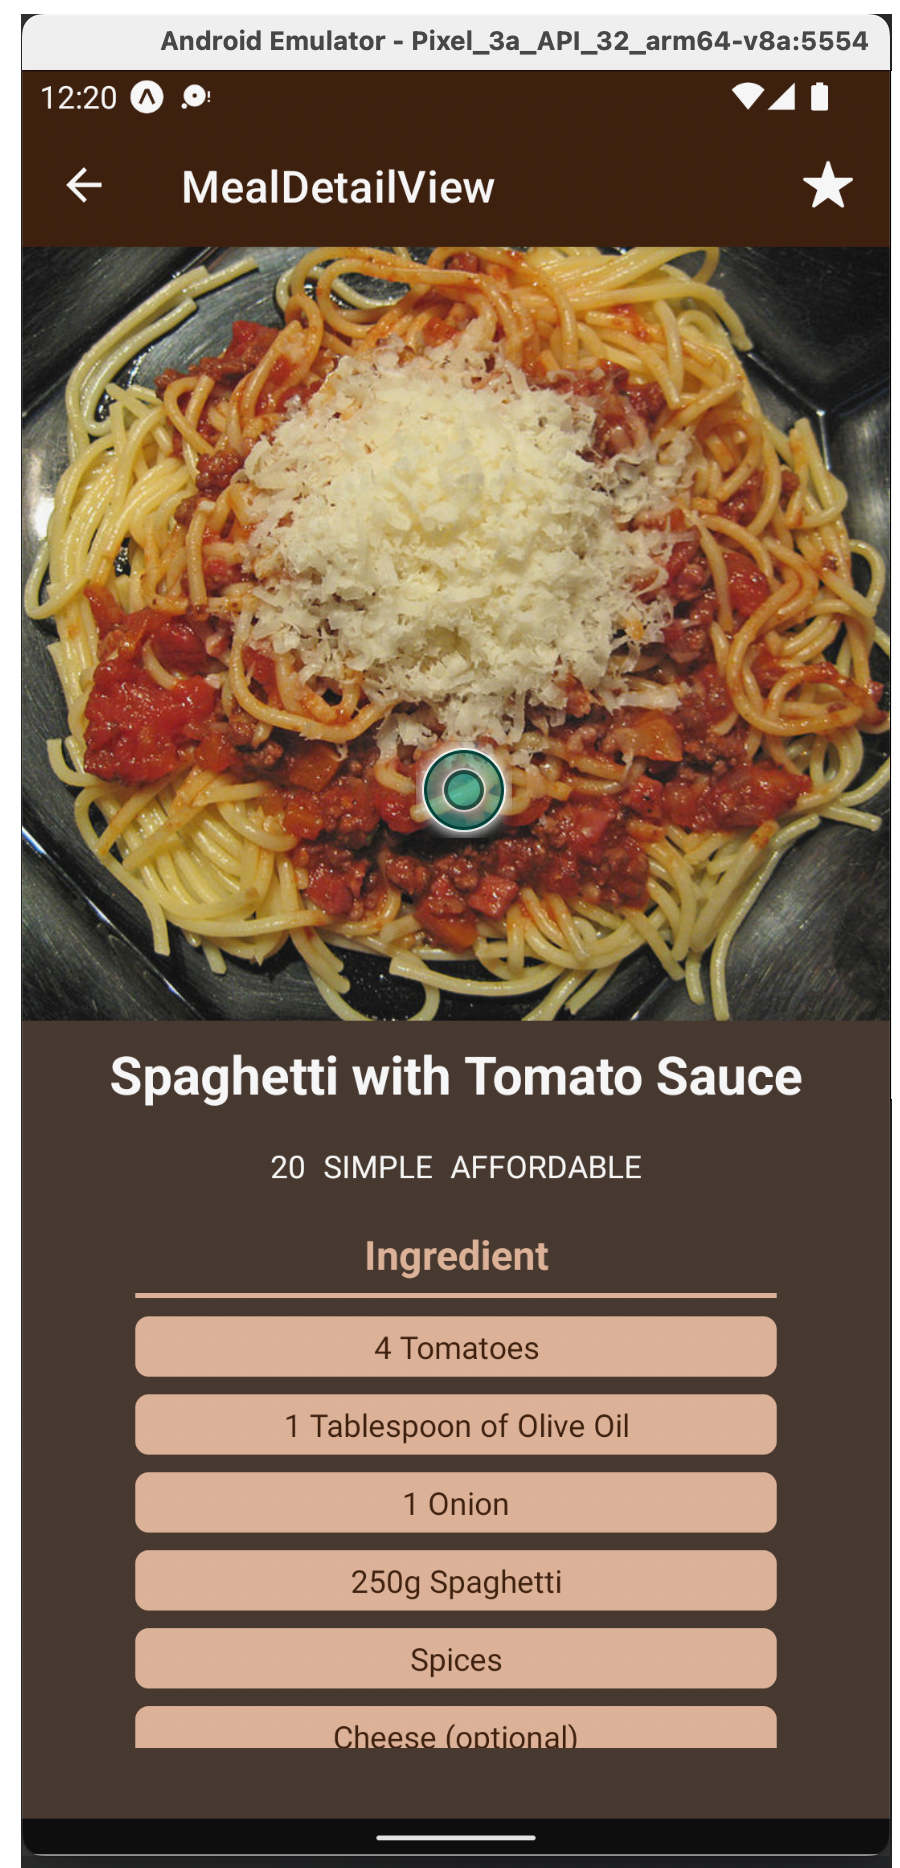 Android Emulator - Pixel_3a_API_32_arm64-v8a:5554
12:20
MealDetailView
Spaghetti with Tomato Sauce
20 SIMPLE AFFORDABLE
Ingredient
4 Tomatoes
1 Tablespoon of Olive Oil
1 Onion
250g Spaghetti
Spices
Cheese (optional)